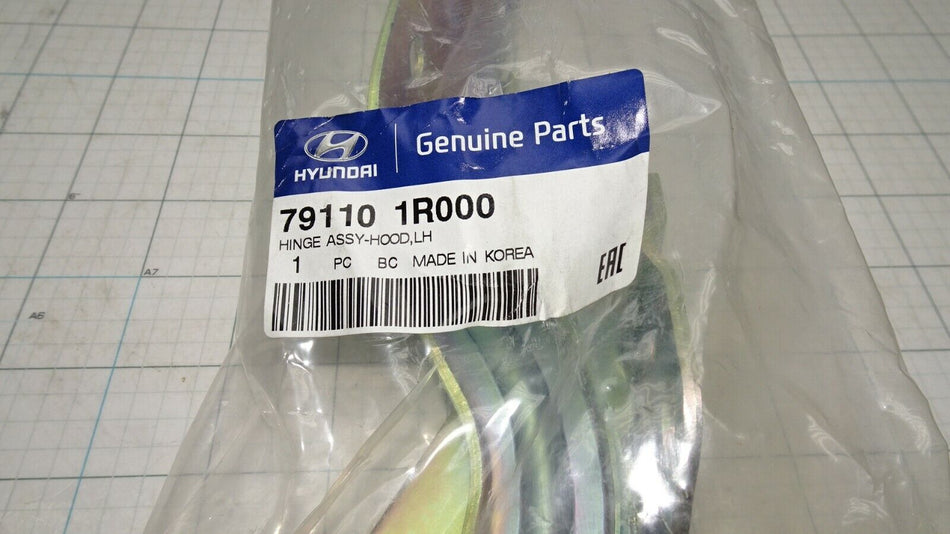 HYUNDAI
Genuine Parts
79110 1R000
HINGE ASSY-HOOD,LH
1 PC BC MADE IN KOREA
EAC
A7
A6